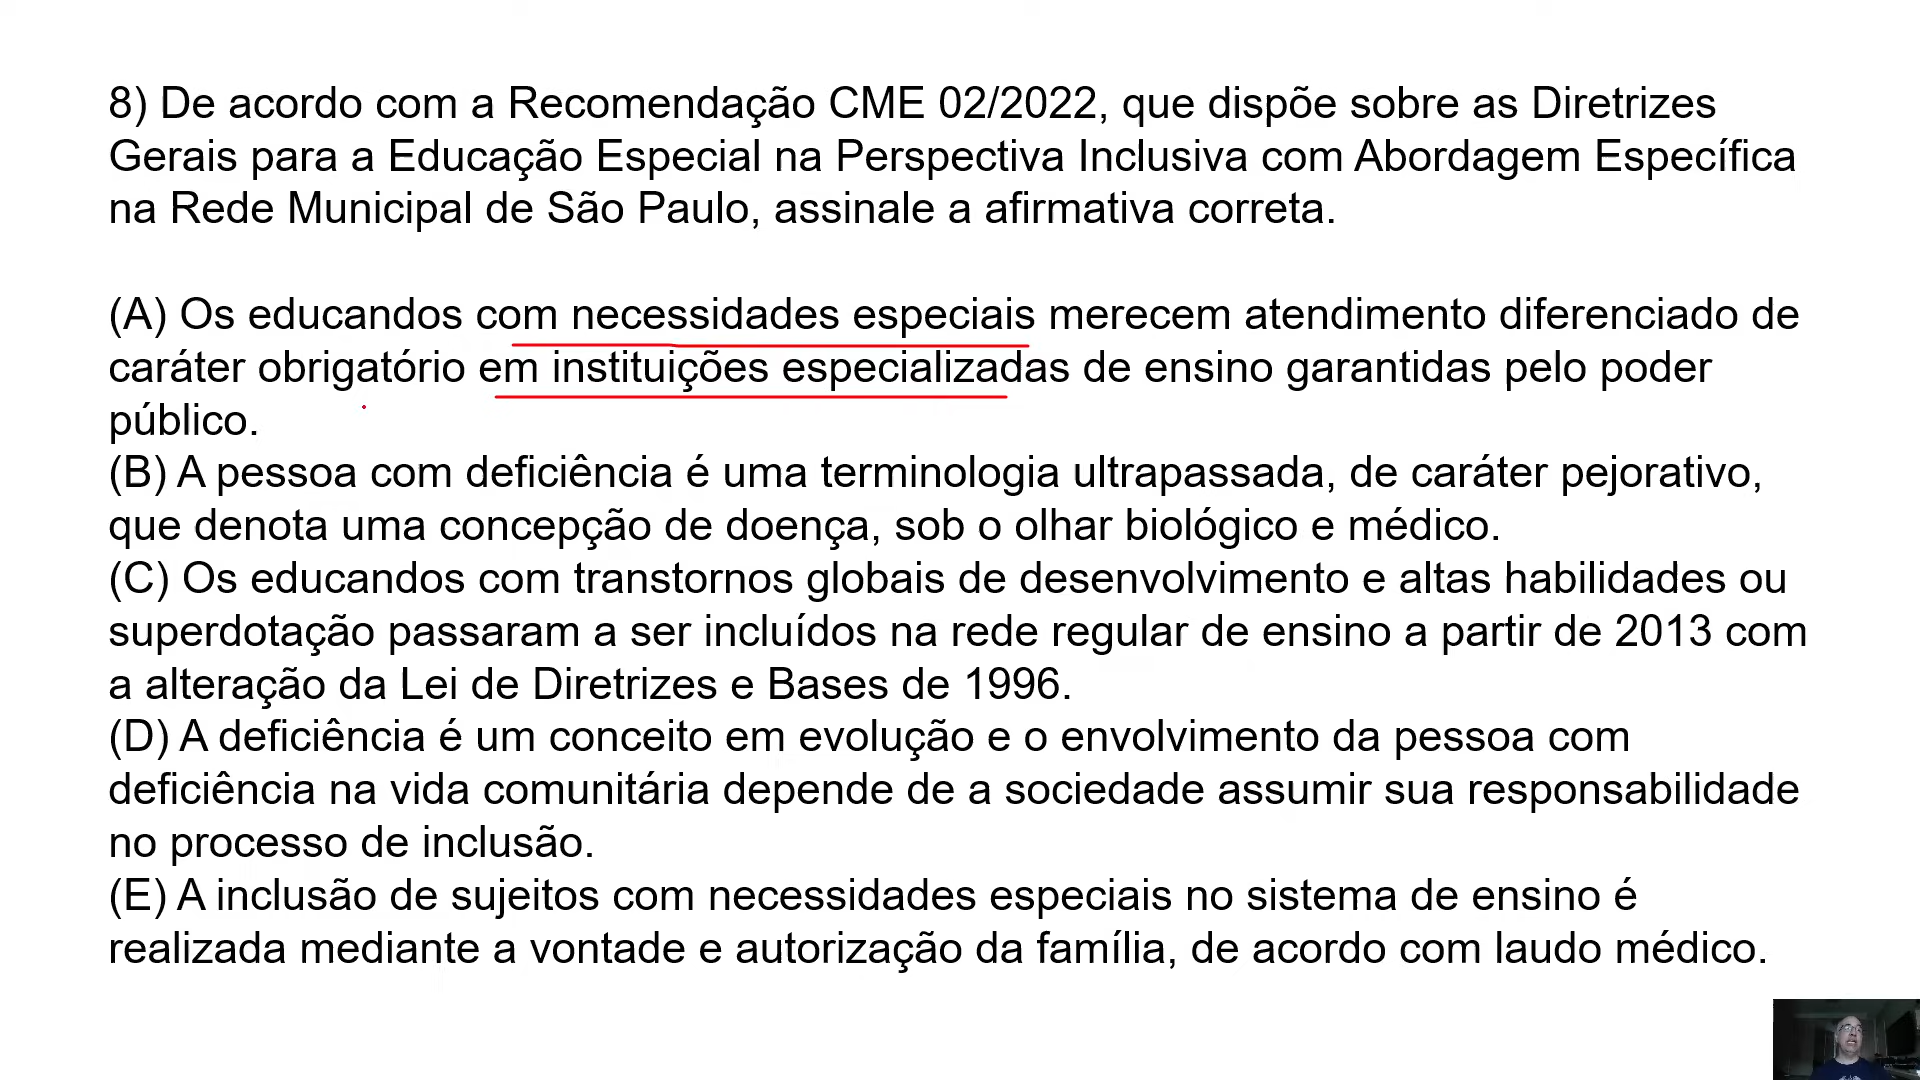 8) De acordo com a Recomendação CME 02/2022, que dispõe sobre as Diretrizes
Gerais para a Educação Especial na Perspectiva Inclusiva com Abordagem Específica
na Rede Municipal de São Paulo, assinale a afirmativa correta.
(A) Os educandos com necessidades especiais merecem atendimento diferenciado de
caráter obrigatório em instituições especializadas de ensino garantidas pelo poder
público.
(B) A pessoa com deficiência é uma terminologia ultrapassada, de caráter pejorativo,
que denota uma concepção de doença, sob o olhar biológico e médico.
(C) Os educandos com transtornos globais de desenvolvimento e altas habilidades ou
superdotação passaram a ser incluídos na rede regular de ensino a partir de 2013 com
a alteração da Lei de Diretrizes e Bases de 1996.
(D) A deficiência é um conceito em evolução e o envolvimento da pessoa com
deficiência na vida comunitária depende de a sociedade assumir sua responsabilidade
no processo de inclusão.
(E) A inclusão de sujeitos com necessidades especiais no sistema de ensino é
realizada mediante a vontade e autorização da família, de acordo com laudo médico.